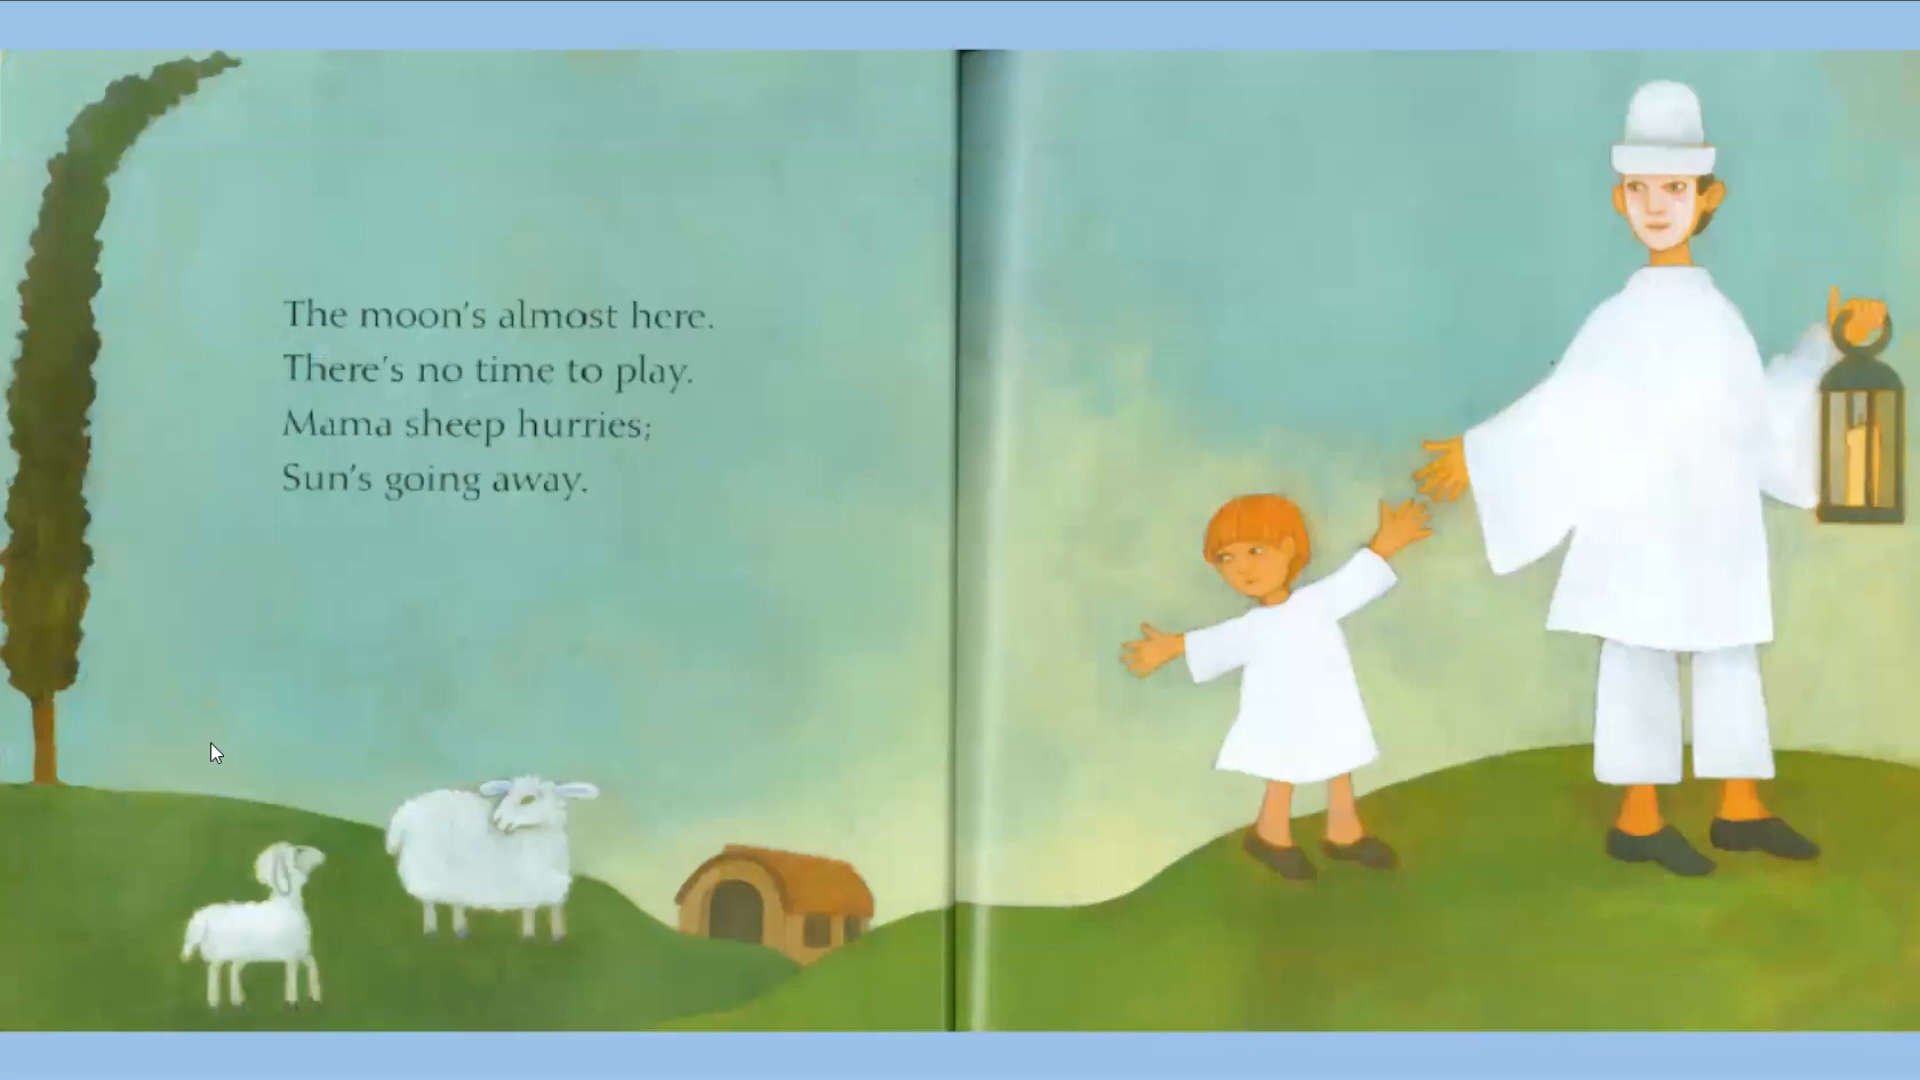 The moon's almost here.
There's no time to play.
Mama sheep hurries;
Sun's going away.